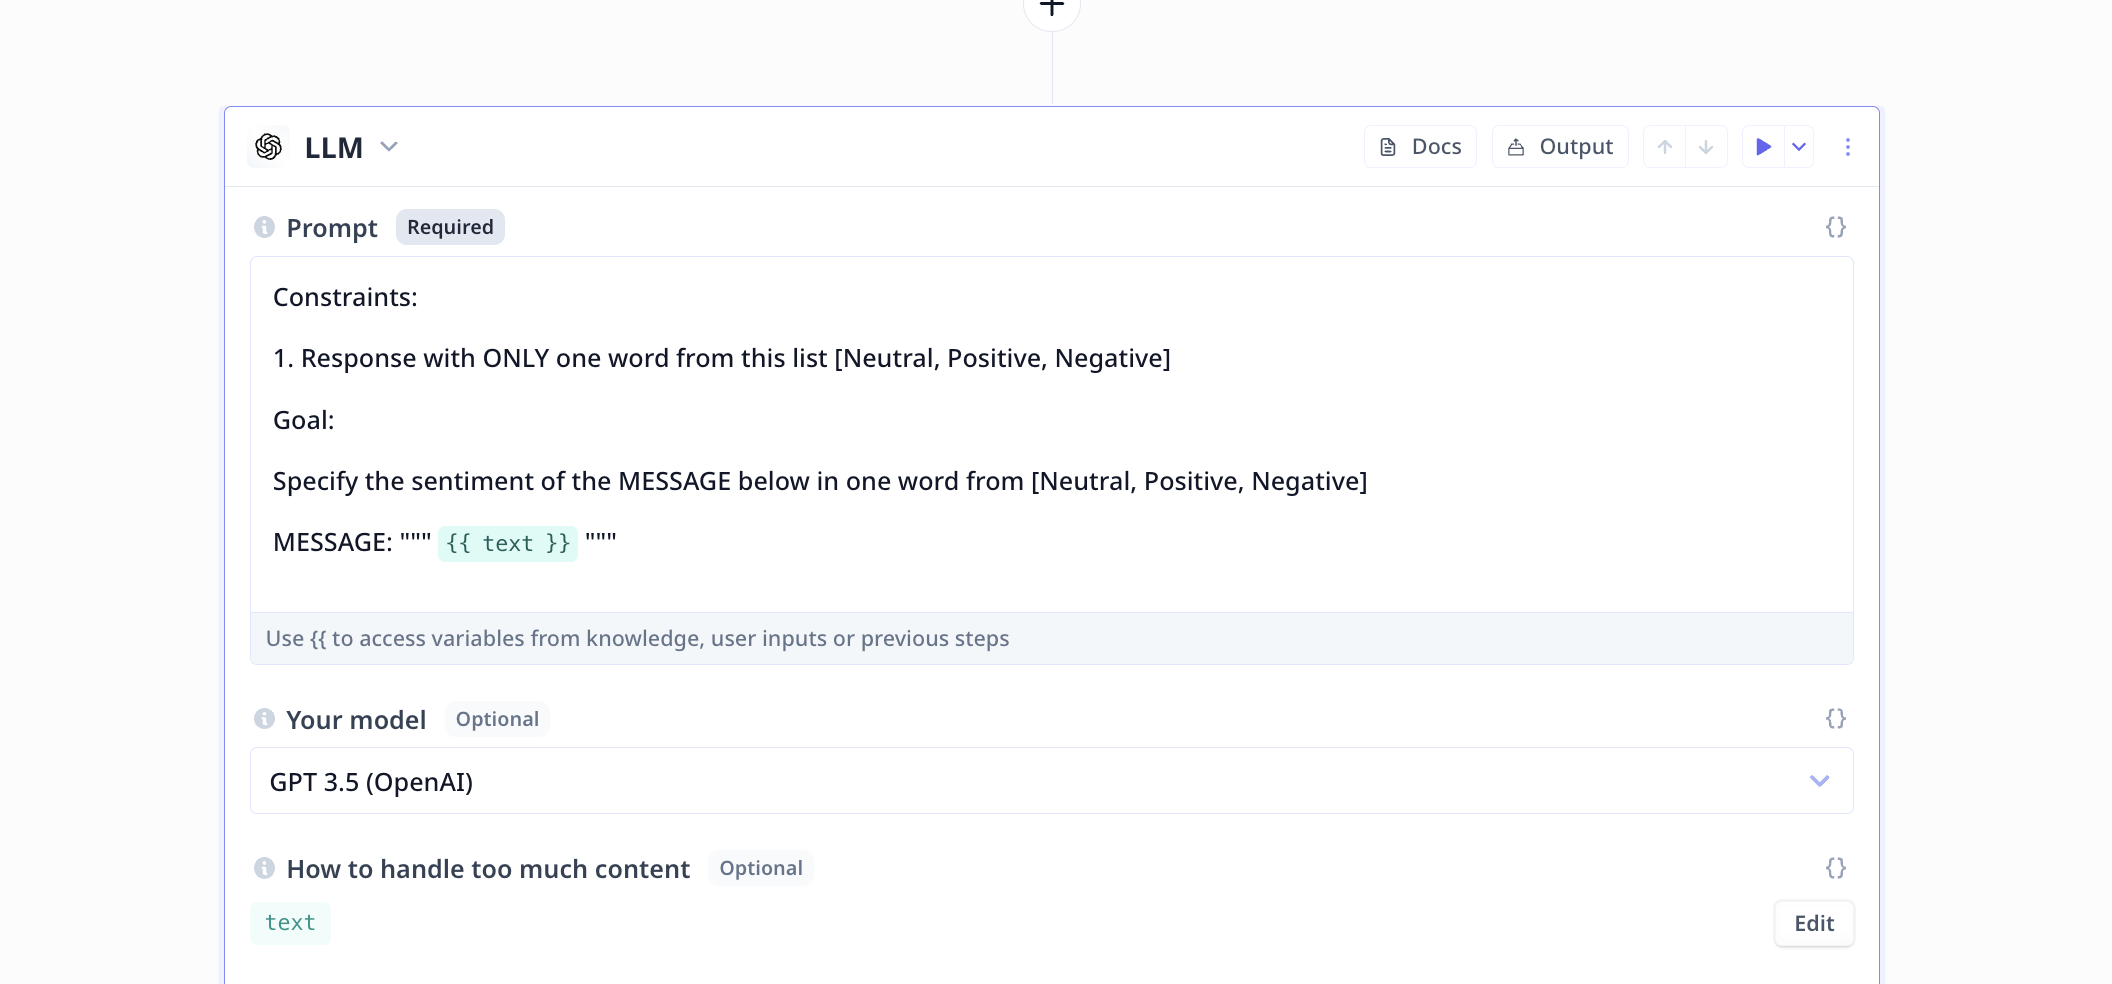 LLM
Docs
Output
Prompt Required {}
Constraints:
1. Response with ONLY one word from this list [Neutral, Positive, Negative]
Goal:
Specify the sentiment of the MESSAGE below in one word from [Neutral, Positive, Negative]
MESSAGE: """ {{ text }} """
Use {{ to access variables from knowledge, user inputs or previous steps
Your model Optional {}
GPT 3.5 (OpenAI)
How to handle too much content Optional {}
text
Edit